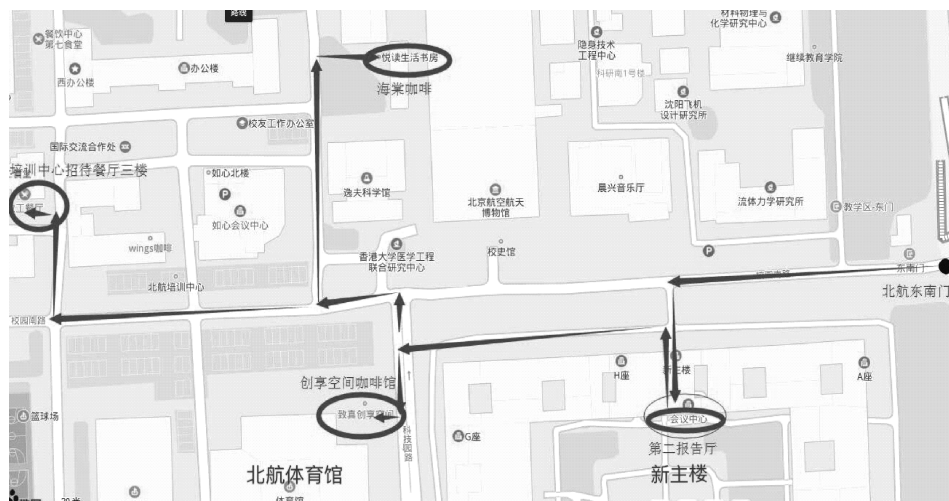 路线
餐饮中心
第七食堂
西办公楼
办公楼
悦读生活书房
海棠咖啡
隐身技术
工程中心
科研南1号楼
材料物理与
化学研究中心
继续教育学院
沈阳飞机
设计研究所
校友工作办公室
国际交流合作处
培训中心招待餐厅三楼
工餐厅
如心北楼
P
如心会议中心
逸夫科学馆
北京航空航天
博物馆
晨兴音乐厅
流体力学研究所
教学区-东门
wings咖啡
香港大学医学工程
联合研究中心
校史馆
P
东南门
北航东南门
北航培训中心
校园南路
创享空间咖啡馆
致真创享空间
科技园路
H座
新主楼
A座
会议中心
G座
第二报告厅
新主楼
篮球场
北航体育馆
体育馆
20米